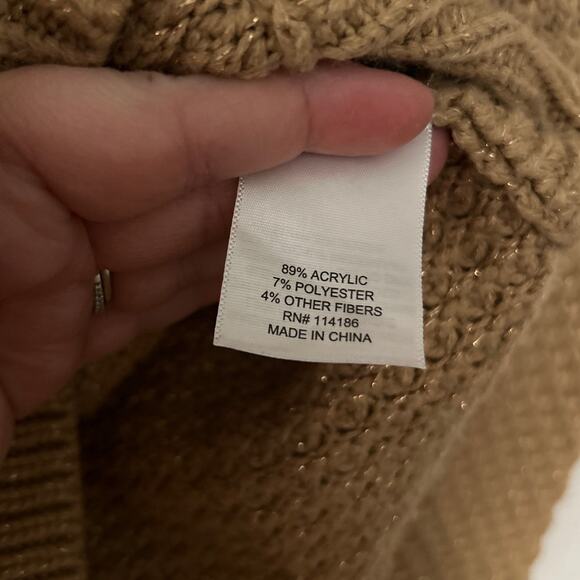 89% ACRYLIC
7% POLYESTER
4% OTHER FIBERS
RN# 114186
MADE IN CHINA